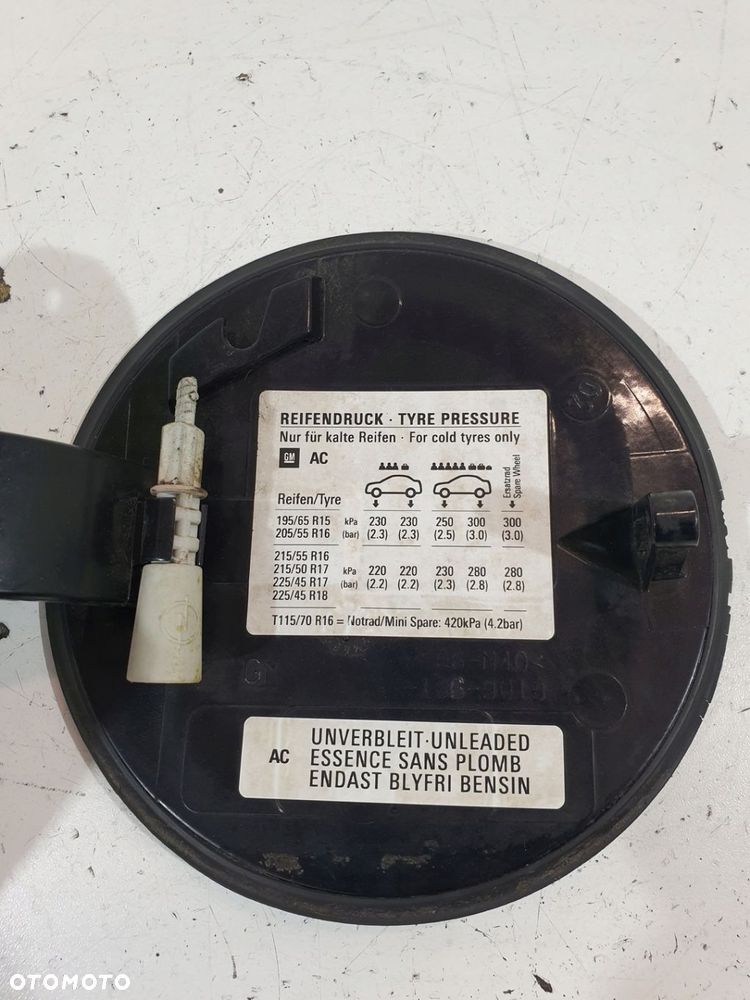 REIFENDRUCK · TYRE PRESSURE
Nur für kalte Reifen · For cold tyres only
GM AC
Reifen/Tyre
Ersatzrad
Spare Wheel
195/65 R15 kPa 230 230 250 300 300
205/55 R16 (bar) (2.3) (2.3) (2.5) (3.0) (3.0)
215/55 R16
215/50 R17 kPa 220 220 230 280 280
225/45 R17 (bar) (2.2) (2.2) (2.3) (2.8) (2.8)
225/45 R18
T115/70 R16 = Notrad/Mini Spare: 420kPa (4.2bar)
AC
UNVERBLEIT·UNLEADED
ESSENCE SANS PLOMB
ENDAST BLYFRI BENSIN
OTOMOTO